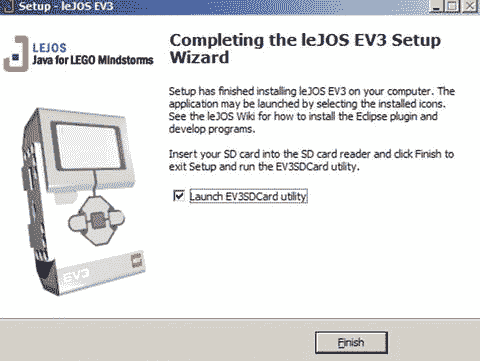 Setup - leJOS EV3
LEJOS
Java for LEGO Mindstorms
Completing the leJOS EV3 Setup
Wizard
Setup has finished installing leJOS EV3 on your computer. The
application may be launched by selecting the installed icons.
See the leJOS Wiki for how to install the Eclipse plugin and
develop programs.
Insert your SD card into the SD card reader and click Finish to
exit Setup and run the EV3SDCard utility.
Launch EV3SDCard utility
EV3
Finish